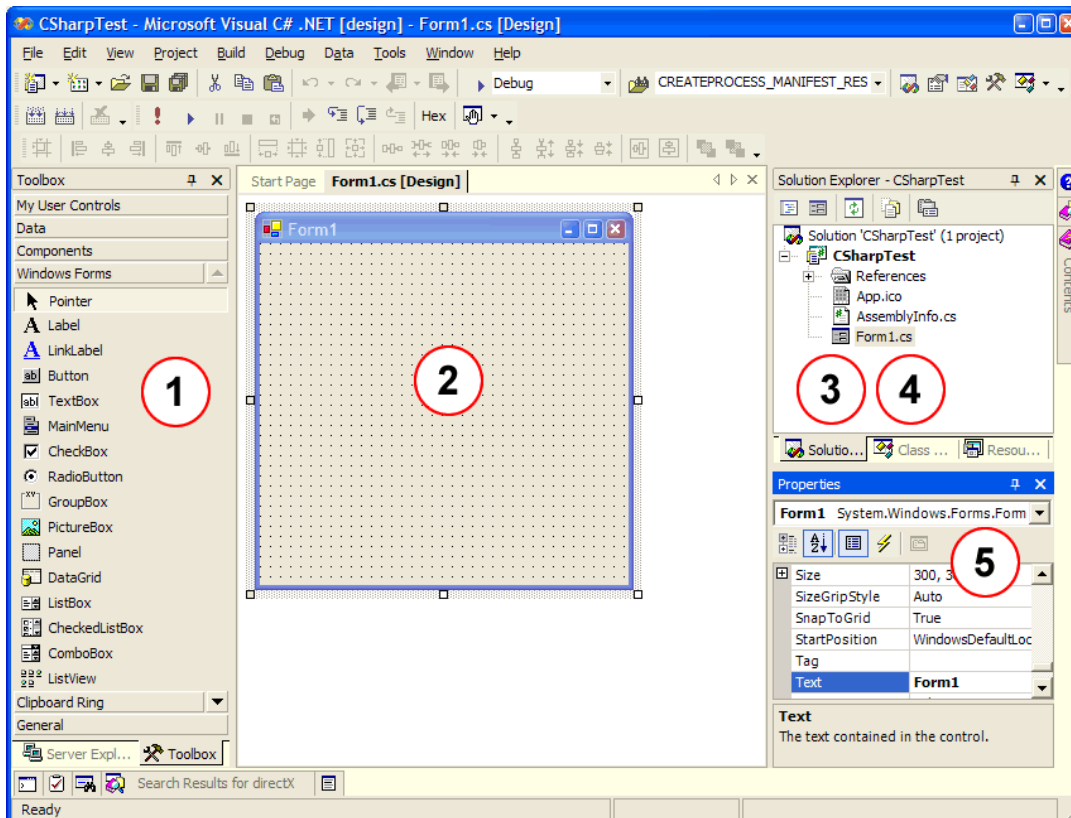 CSharpTest - Microsoft Visual C# .NET [design] - Form1.cs [Design]
File Edit View Project Build Debug Data Tools Window Help
Debug CREATEPROCESS_MANIFEST_RES
Hex
Toolbox
My User Controls
Data
Components
Windows Forms
Pointer
A Label
A LinkLabel
ab Button
abl TextBox
MainMenu
CheckBox
RadioButton
GroupBox
PictureBox
Panel
DataGrid
ListBox
CheckedListBox
ComboBox
ListView
Clipboard Ring
General
Server Expl... Toolbox
1
Start Page Form1.cs [Design]
Form1
2
Solution Explorer - CSharpTest
Solution 'CSharpTest' (1 project)
CSharpTest
References
App.ico
AssemblyInfo.cs
Form1.cs
3 4
Solutio... Class ... Resou...
Contents
Properties
Form1 System.Windows.Forms.Form
5
Size 300, 3
SizeGripStyle Auto
SnapToGrid True
StartPosition WindowsDefaultLoc
Tag
Text Form1
Text
The text contained in the control.
Search Results for directX
Ready